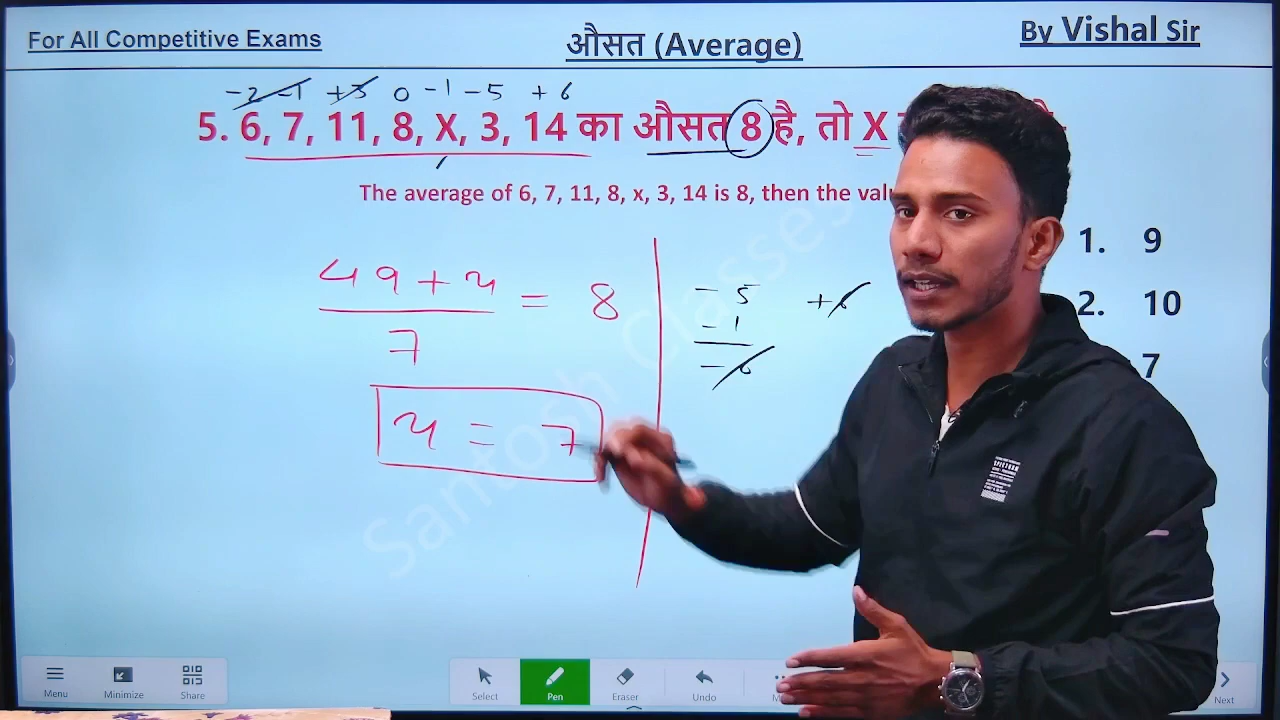 For All Competitive Exams
औसत (Average)
By Vishal Sir
-2 -1 +3 0 -1 -5 +6
5. 6, 7, 11, 8, X, 3, 14 का औसत 8 है, तो X
The average of 6, 7, 11, 8, x, 3, 14 is 8, then the
49 + x = 8
7
x = 7
-5 +6
-1
-6
1. 9
2. 10
7
Santosh Classes
Menu Minimize Share Select Pen Eraser Undo Next